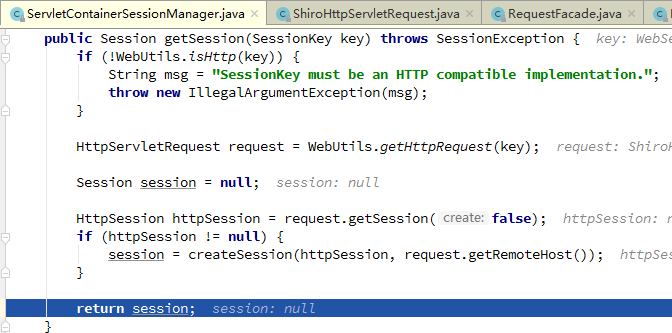 ServletContainerSessionManager.java × ShiroHttpServletRequest.java × RequestFacade.java ×
public Session getSession(SessionKey key) throws SessionException { key: WebSe
if (!WebUtils.isHttp(key)) {
String msg = "SessionKey must be an HTTP compatible implementation.";
throw new IllegalArgumentException(msg);
}
HttpServletRequest request = WebUtils.getHttpRequest(key); request: ShiroH
Session session = null; session: null
HttpSession httpSession = request.getSession( create: false); httpSession: n
if (httpSession != null) {
session = createSession(httpSession, request.getRemoteHost()); httpSes
}
return session; session: null
}